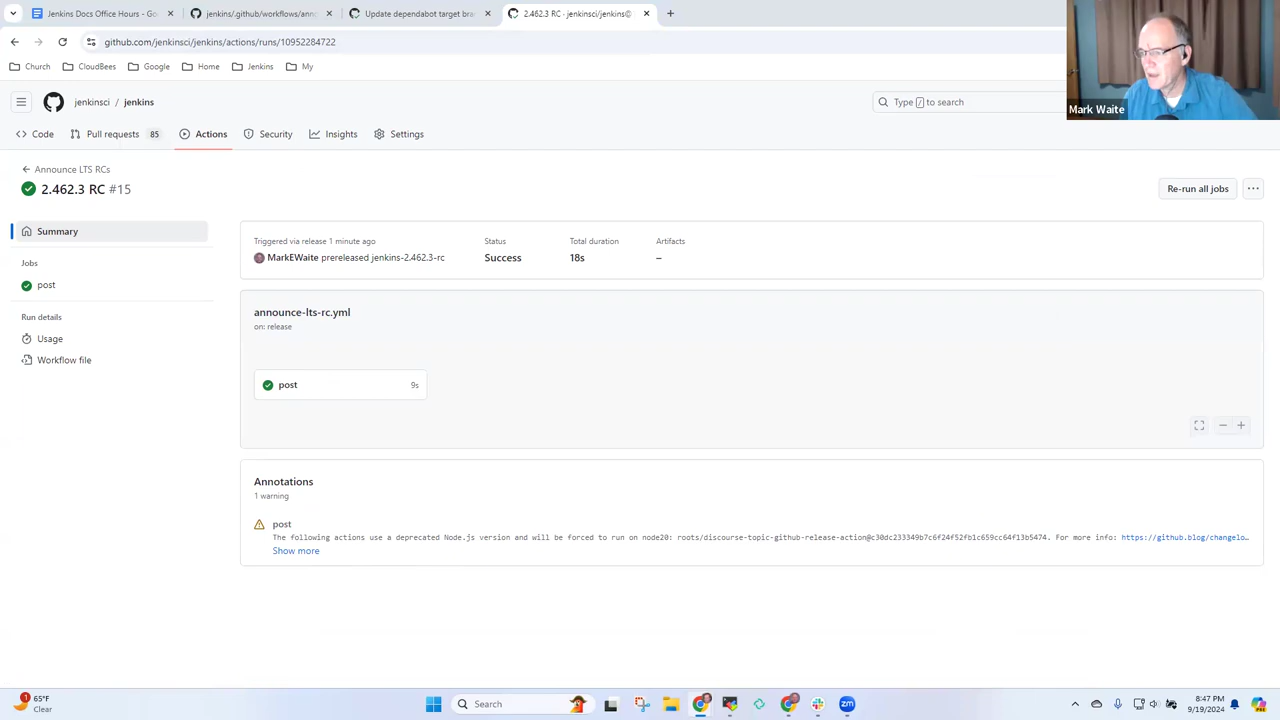 Jenkins Docs Office Hours - Go
jenkins/.github/workflows/anno
Update dependabot target bra
2.462.3 RC · jenkinsci/jenkins@
github.com/jenkinsci/jenkins/actions/runs/10952284722
Church
CloudBees
Google
Home
Jenkins
My
Mark Waite
jenkinsci / jenkins
Type / to search
Code
Pull requests 85
Actions
Security
Insights
Settings
Announce LTS RCs
2.462.3 RC #15
Re-run all jobs
Summary
Jobs
post
Run details
Usage
Workflow file
Triggered via release 1 minute ago
MarkEWaite prereleased jenkins-2.462.3-rc
Status
Success
Total duration
18s
Artifacts
–
announce-lts-rc.yml
on: release
post 9s
Annotations
1 warning
post
The following actions use a deprecated Node.js version and will be forced to run on node20: roots/discourse-topic-github-release-action@c30dc233349b7c6f24f52fb1c659cc64f13b5474. For more info: https://github.blog/changelo…
Show more
1
65°F
Clear
Search
zm
8:47 PM
9/19/2024